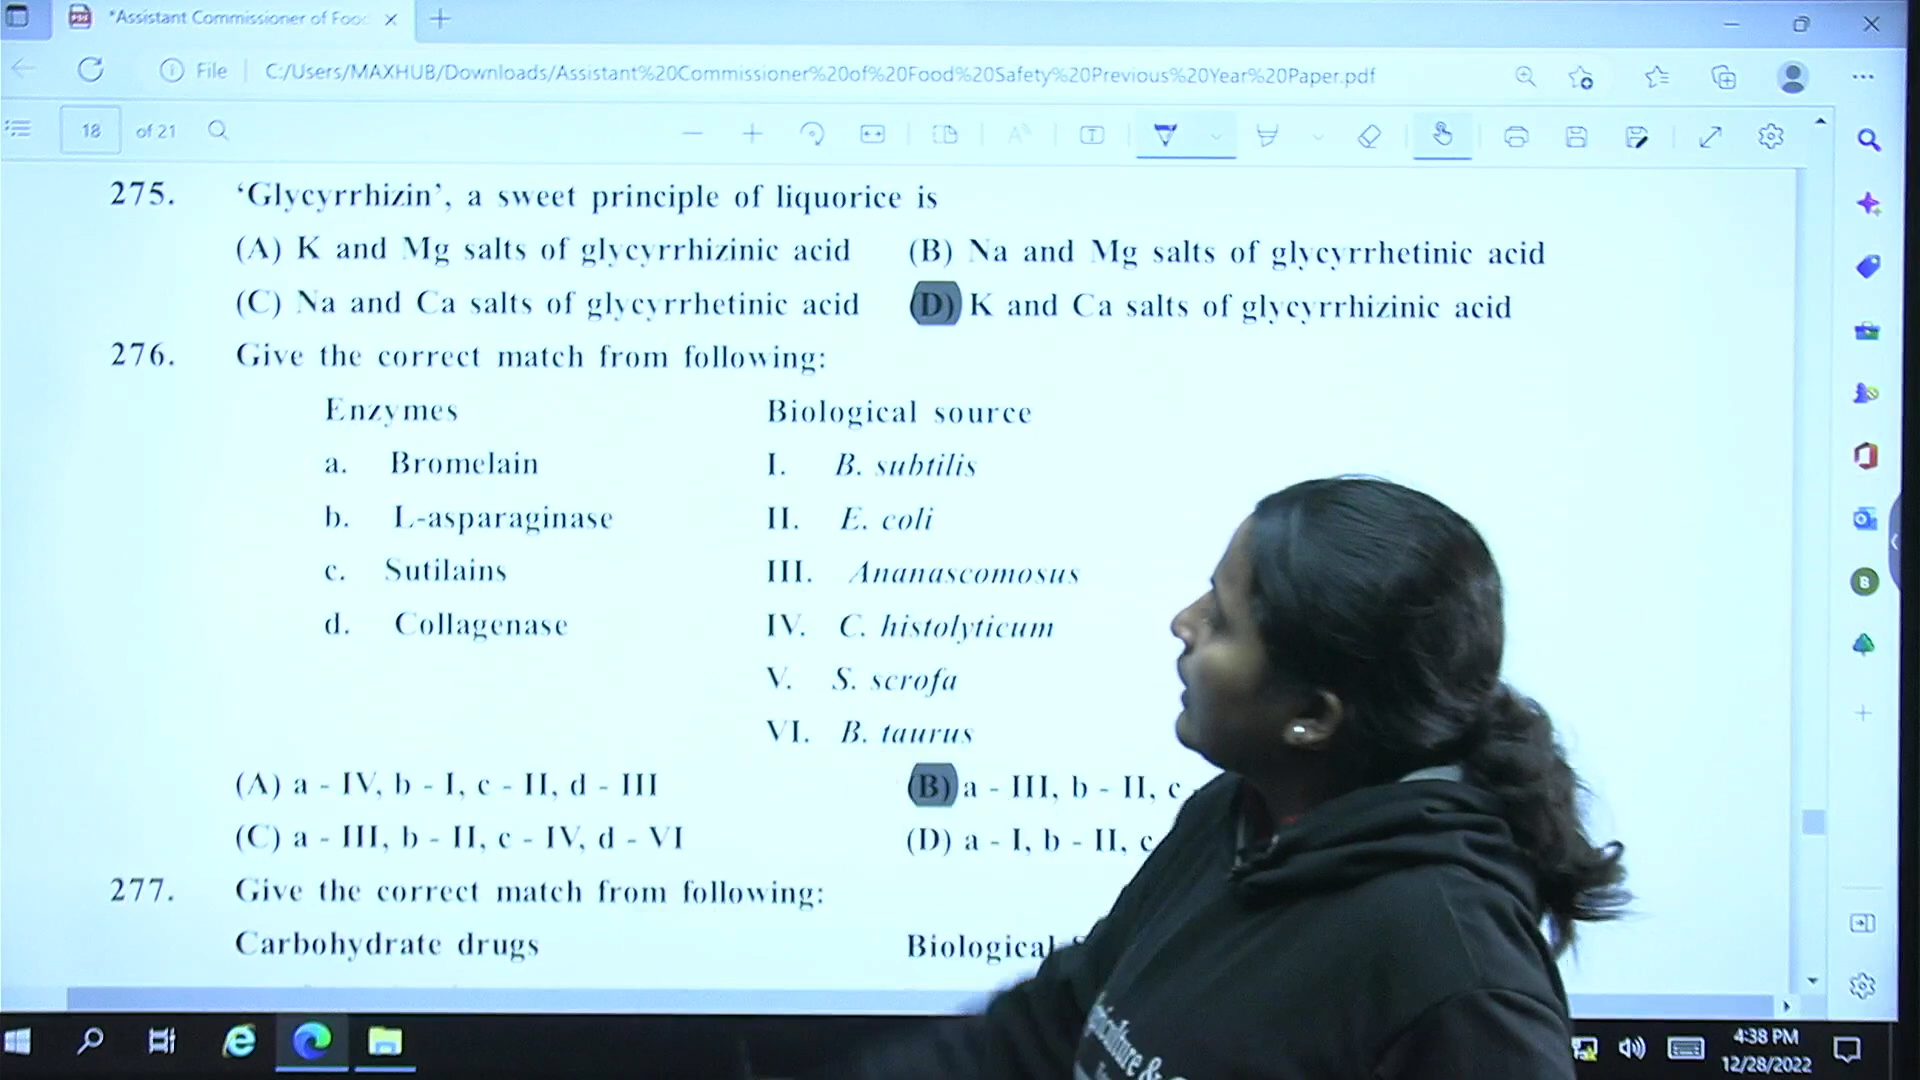 *Assistant Commissioner of Food
File C:/Users/MAXHUB/Downloads/Assistant%20Commissioner%20of%20Food%20Safety%20Previous%20Year%20Paper.pdf
18 of 21
275. ‘Glycyrrhizin’, a sweet principle of liquorice is
(A) K and Mg salts of glycyrrhizinic acid (B) Na and Mg salts of glycyrrhetinic acid
(C) Na and Ca salts of glycyrrhetinic acid (D) K and Ca salts of glycyrrhizinic acid
276. Give the correct match from following:
Enzymes Biological source
a. Bromelain I. B. subtilis
b. L-asparaginase II. E. coli
c. Sutilains III. Ananascomosus
d. Collagenase IV. C. histolyticum
V. S. scrofa
VI. B. taurus
(A) a - IV, b - I, c - II, d - III (B) a - III, b - II, c
(C) a - III, b - II, c - IV, d - VI (D) a - I, b - II, c
277. Give the correct match from following:
Carbohydrate drugs Biological
4:38 PM
12/28/2022